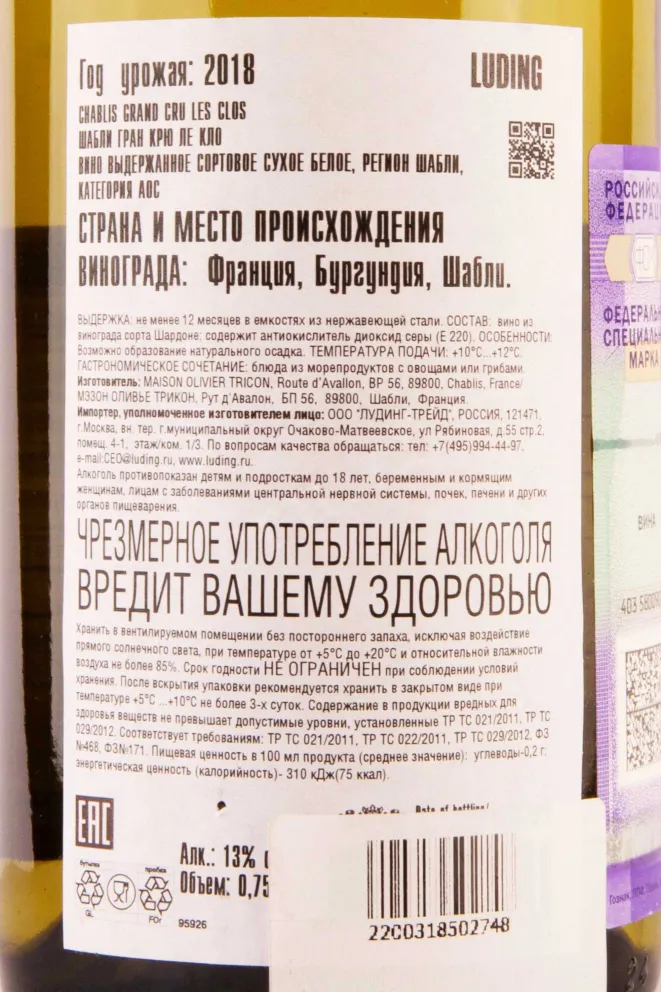 Год урожая: 2018
LUDING
CHABLIS GRAND CRU LES CLOS
ШАБЛИ ГРАН КРЮ ЛЕ КЛО
ВИНО ВЫДЕРЖАННОЕ СОРТОВОЕ СУХОЕ БЕЛОЕ, РЕГИОН ШАБЛИ,
КАТЕГОРИЯ АОС
СТРАНА И МЕСТО ПРОИСХОЖДЕНИЯ
ВИНОГРАДА: Франция, Бургундия, Шабли.
ВЫДЕРЖКА: не менее 12 месяцев в емкостях из нержавеющей стали. СОСТАВ: вино из
винограда сорта Шардоне; содержит антиокислитель диоксид серы (E 220). ОСОБЕННОСТИ:
Возможно образование натурального осадка. ТЕМПЕРАТУРА ПОДАЧИ: +10°C...+12°C.
ГАСТРОНОМИЧЕСКОЕ СОЧЕТАНИЕ: блюда из морепродуктов с овощами или грибами.
Изготовитель: MAISON OLIVIER TRICON, Route d'Avallon, BP 56, 89800, Chablis, France/
МЭЗОН ОЛИВЬЕ ТРИКОН, Рут д'Авалон, БП 56, 89800, Шабли, Франция.
Импортер, уполномоченное изготовителем лицо: ООО "ЛУДИНГ-ТРЕЙД", РОССИЯ, 121471,
г.Москва, вн. тер. г.муниципальный округ Очаково-Матвеевское, ул Рябиновая, д.55 стр.2,
помещ. 4-1, этаж/ком. 1/3. По вопросам качества обращаться: тел: +7(495)994-44-97,
e-mail:CEO@luding.ru, www.luding.ru.
Алкоголь противопоказан детям и подросткам до 18 лет, беременным и кормящим
женщинам, лицам с заболеваниями центральной нервной системы, почек, печени и других
органов пищеварения.
ЧРЕЗМЕРНОЕ УПОТРЕБЛЕНИЕ АЛКОГОЛЯ
ВРЕДИТ ВАШЕМУ ЗДОРОВЬЮ
Хранить в вентилируемом помещении без постороннего запаха, исключая воздействие
прямого солнечного света, при температуре от +5°C до +20°C и относительной влажности
воздуха не более 85%. Срок годности НЕ ОГРАНИЧЕН при соблюдении условий
хранения. После вскрытия упаковки рекомендуется хранить в закрытом виде при
температуре +5°C ...+10°C не более 3-х суток. Содержание в продукции вредных для
здоровья веществ не превышает допустимые уровни, установленные ТР ТС 021/2011, ТР ТС
029/2012. Соответствует требованиям: ТР ТС 021/2011, ТР ТС 022/2011, ТР ТС 029/2012, ФЗ
№468, ФЗ№171. Пищевая ценность в 100 мл продукта (среднее значение): углеводы-0,2 г;
энергетическая ценность (калорийность)- 310 кДж(75 ккал).
EAC
Date of bottling/
Алк.: 13%
Объем: 0,75
бутылка
пробка
GL
FOr
95926
2200318502748
РОССИЙСК
ФЕДЕРАЦ
ФЕДЕРАЛЬН
СПЕЦИАЛЬН
МАРКА
ВИНА